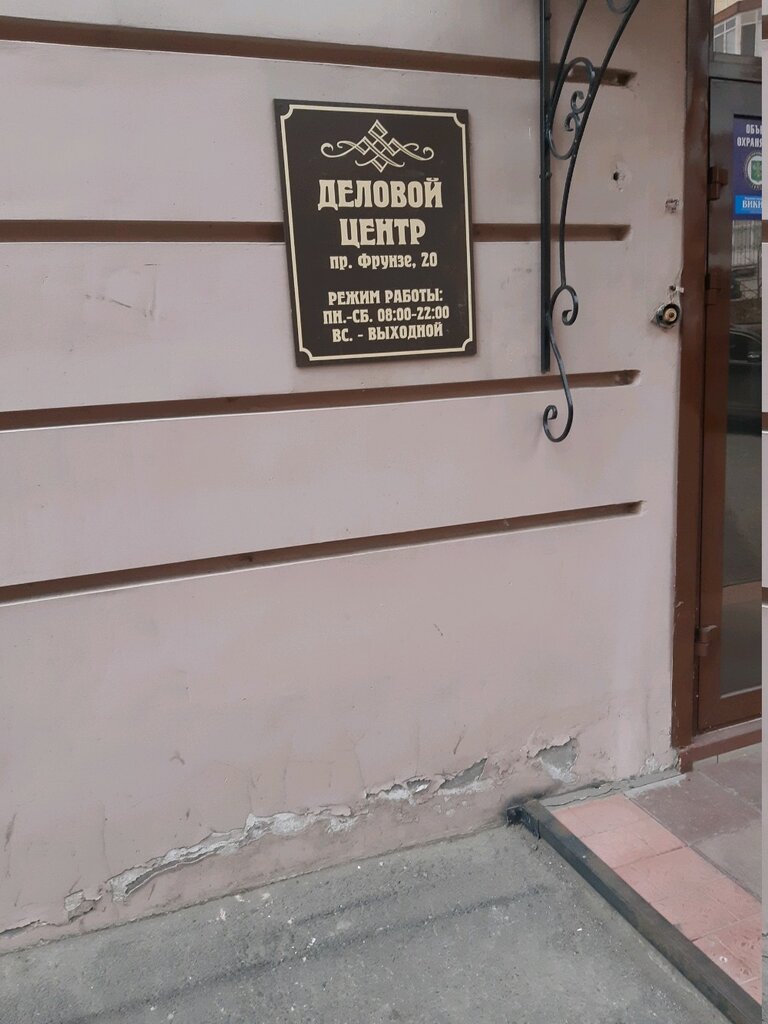 ДЕЛОВОЙ
ЦЕНТР
пр. Фрунзе, 20
РЕЖИМ РАБОТЫ:
ПН.-СБ. 08:00-22:00
ВС. - ВЫХОДНОЙ